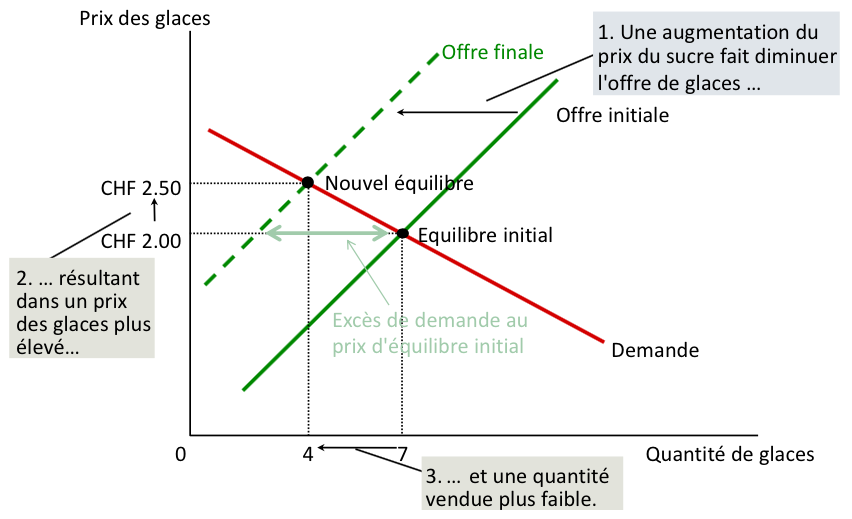 Prix des glaces
1. Une augmentation du
prix du sucre fait diminuer
l'offre de glaces ...
Offre finale
Offre initiale
CHF 2.50
Nouvel équilibre
CHF 2.00
Equilibre initial
2. ... résultant
dans un prix
des glaces plus
élevé...
Excès de demande au
prix d'équilibre initial
Demande
0
4
7
Quantité de glaces
3. ... et une quantité
vendue plus faible.